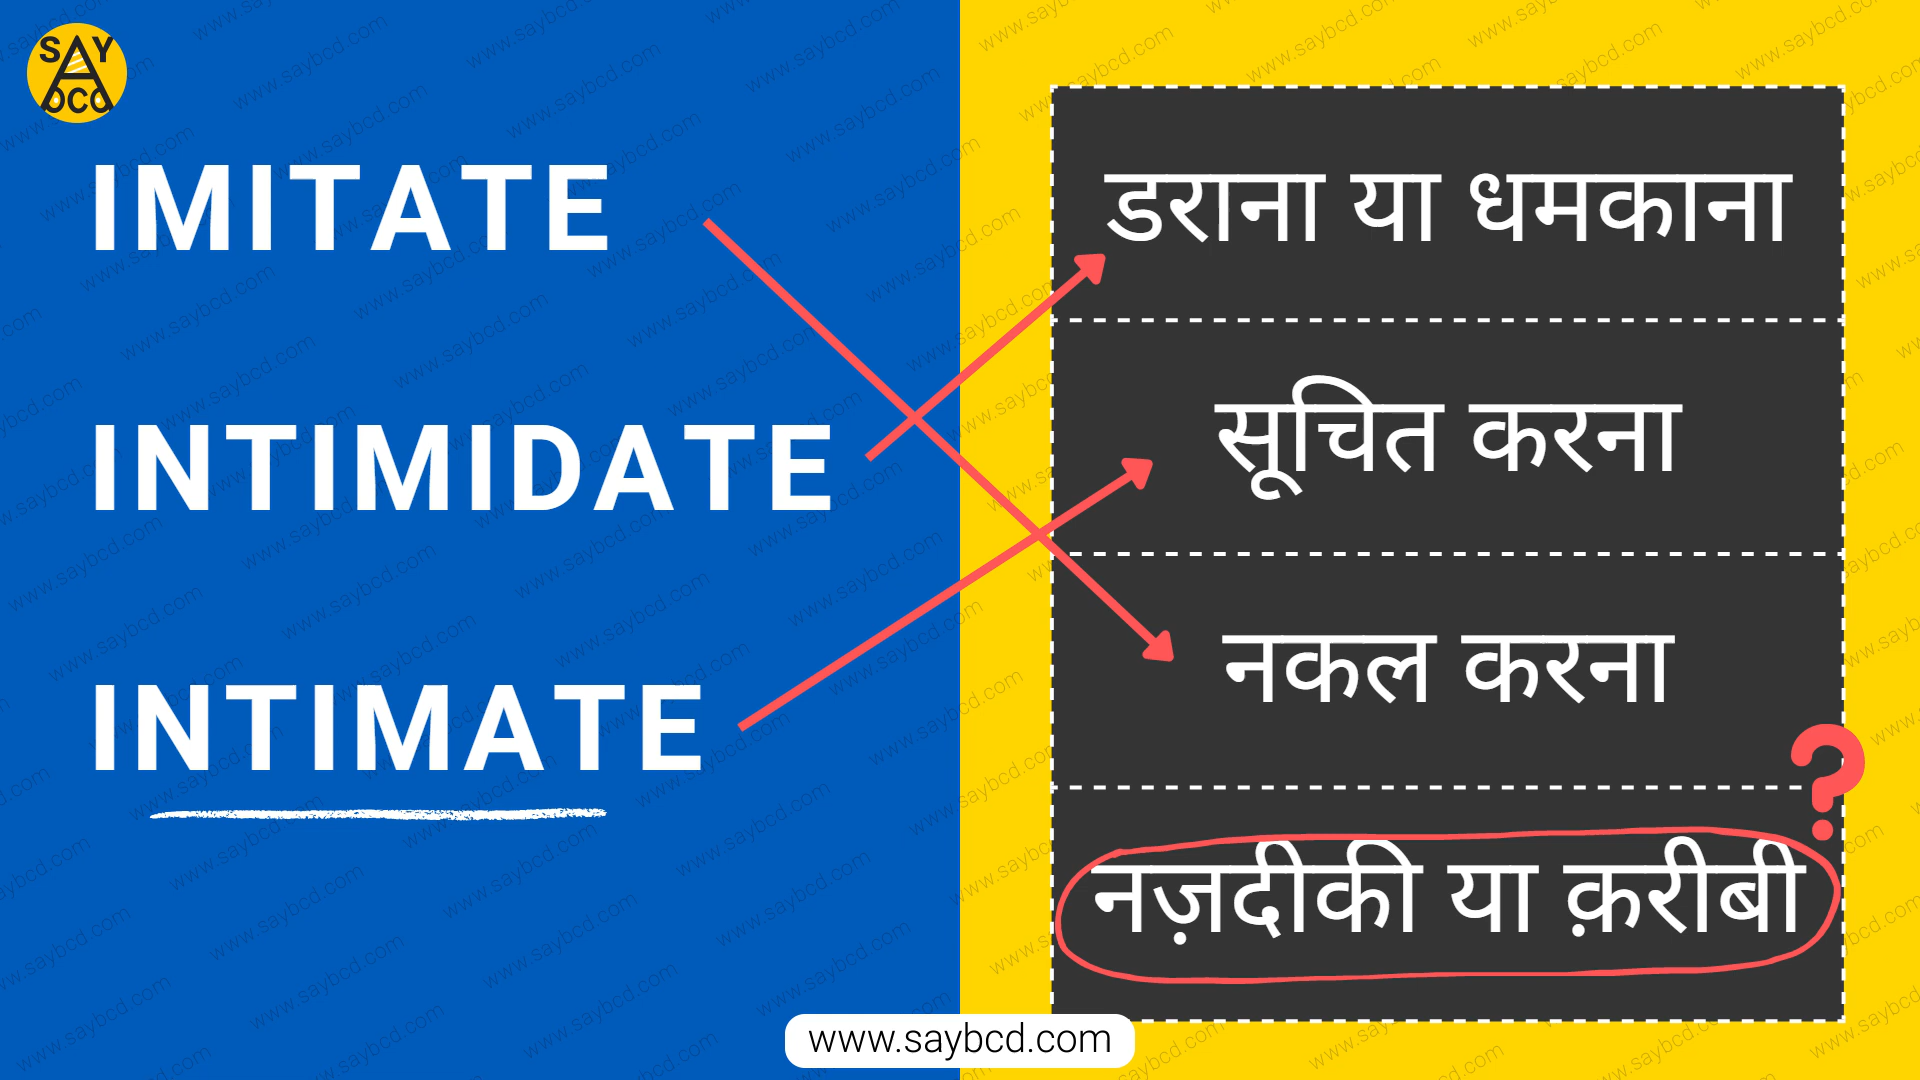 SAY
BCD
IMITATE
INTIMIDATE
INTIMATE
डराना या धमकाना
सूचित करना
नकल करना
?
नज़दीकी या क़रीबी
www.saybcd.com